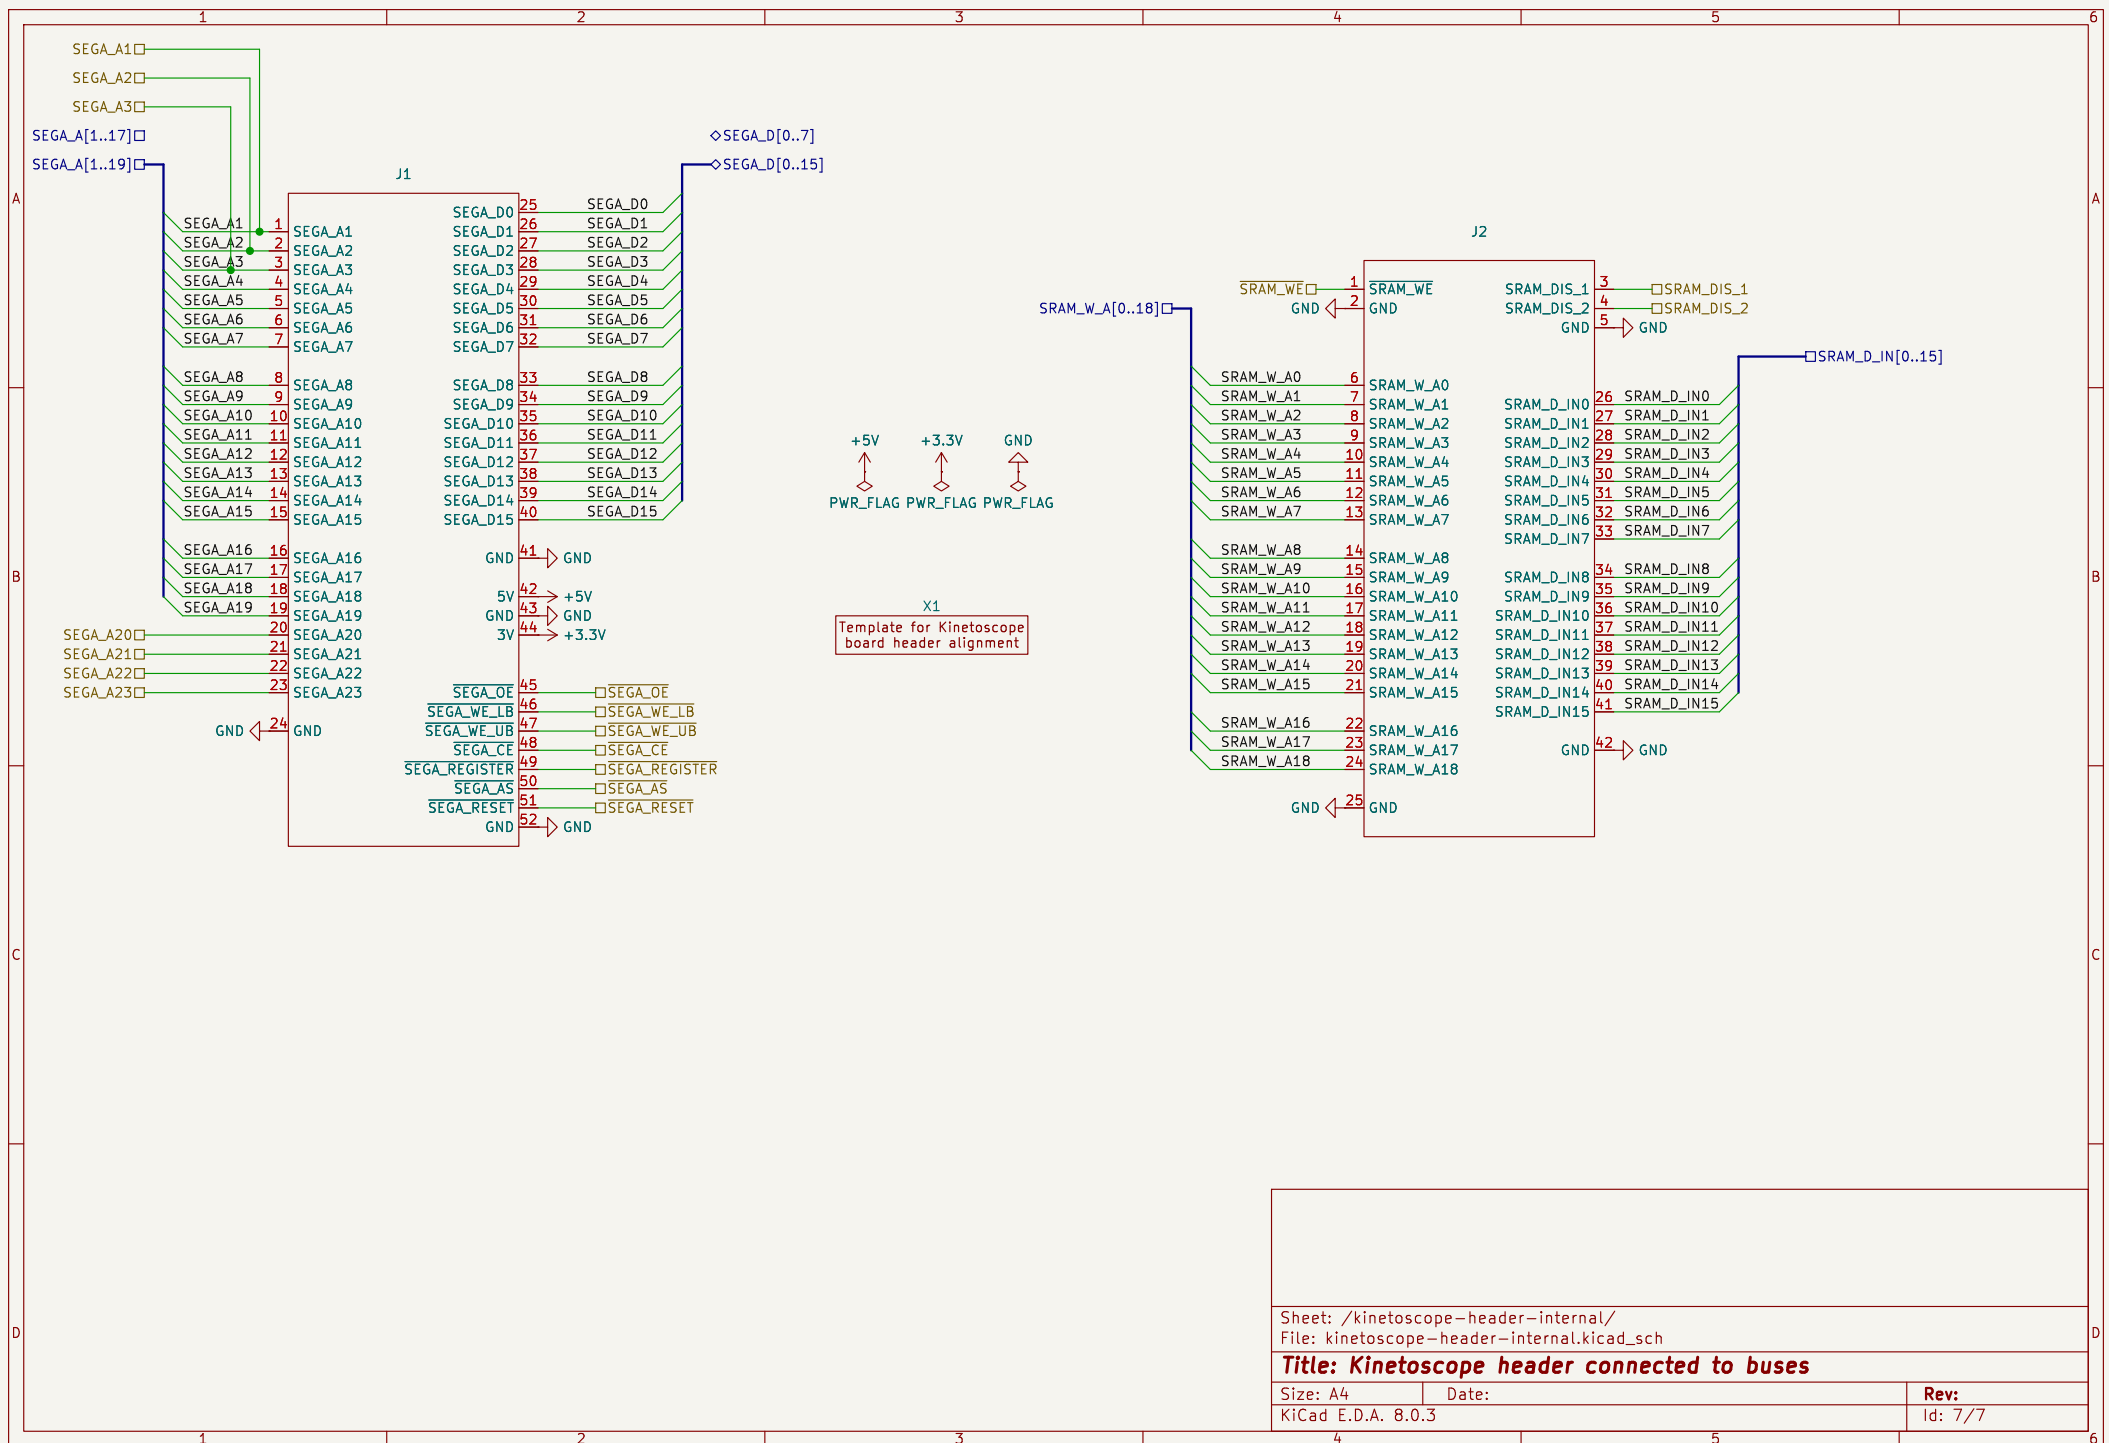 1 2 3 4 5 6
SEGA_A1
SEGA_A2
SEGA_A3
SEGA_A[1..17]
SEGA_A[1..19]
SEGA_D[0..7]
SEGA_D[0..15]
A A
B B
C C
D D
J1
SEGA_A1 1 SEGA_A1
SEGA_A2 2 SEGA_A2
SEGA_A3 3 SEGA_A3
SEGA_A4 4 SEGA_A4
SEGA_A5 5 SEGA_A5
SEGA_A6 6 SEGA_A6
SEGA_A7 7 SEGA_A7
SEGA_A8 8 SEGA_A8
SEGA_A9 9 SEGA_A9
SEGA_A10 10 SEGA_A10
SEGA_A11 11 SEGA_A11
SEGA_A12 12 SEGA_A12
SEGA_A13 13 SEGA_A13
SEGA_A14 14 SEGA_A14
SEGA_A15 15 SEGA_A15
SEGA_A16 16 SEGA_A16
SEGA_A17 17 SEGA_A17
SEGA_A18 18 SEGA_A18
SEGA_A19 19 SEGA_A19
SEGA_A20 20 SEGA_A20
SEGA_A21 21 SEGA_A21
SEGA_A22 22 SEGA_A22
SEGA_A23 23 SEGA_A23
GND 24 GND
SEGA_D0 25 SEGA_D0
SEGA_D1 26 SEGA_D1
SEGA_D2 27 SEGA_D2
SEGA_D3 28 SEGA_D3
SEGA_D4 29 SEGA_D4
SEGA_D5 30 SEGA_D5
SEGA_D6 31 SEGA_D6
SEGA_D7 32 SEGA_D7
SEGA_D8 33 SEGA_D8
SEGA_D9 34 SEGA_D9
SEGA_D10 35 SEGA_D10
SEGA_D11 36 SEGA_D11
SEGA_D12 37 SEGA_D12
SEGA_D13 38 SEGA_D13
SEGA_D14 39 SEGA_D14
SEGA_D15 40 SEGA_D15
GND 41 GND
5V 42 +5V
GND 43 GND
3V 44 +3.3V
SEGA_OE 45 SEGA_OE
SEGA_WE_LB 46 SEGA_WE_LB
SEGA_WE_UB 47 SEGA_WE_UB
SEGA_CE 48 SEGA_CE
SEGA_REGISTER 49 SEGA_REGISTER
SEGA_AS 50 SEGA_AS
SEGA_RESET 51 SEGA_RESET
GND 52 GND
+5V +3.3V GND
PWR_FLAG PWR_FLAG PWR_FLAG
X1
Template for Kinetoscope
board header alignment
J2
SRAM_WE 1 SRAM_WE
GND 2 GND
SRAM_W_A[0..18]
SRAM_W_A0 6 SRAM_W_A0
SRAM_W_A1 7 SRAM_W_A1
SRAM_W_A2 8 SRAM_W_A2
SRAM_W_A3 9 SRAM_W_A3
SRAM_W_A4 10 SRAM_W_A4
SRAM_W_A5 11 SRAM_W_A5
SRAM_W_A6 12 SRAM_W_A6
SRAM_W_A7 13 SRAM_W_A7
SRAM_W_A8 14 SRAM_W_A8
SRAM_W_A9 15 SRAM_W_A9
SRAM_W_A10 16 SRAM_W_A10
SRAM_W_A11 17 SRAM_W_A11
SRAM_W_A12 18 SRAM_W_A12
SRAM_W_A13 19 SRAM_W_A13
SRAM_W_A14 20 SRAM_W_A14
SRAM_W_A15 21 SRAM_W_A15
SRAM_W_A16 22 SRAM_W_A16
SRAM_W_A17 23 SRAM_W_A17
SRAM_W_A18 24 SRAM_W_A18
GND 25 GND
SRAM_DIS_1 3 SRAM_DIS_1
SRAM_DIS_2 4 SRAM_DIS_2
GND 5 GND
SRAM_D_IN[0..15]
SRAM_D_IN0 26 SRAM_D_IN0
SRAM_D_IN1 27 SRAM_D_IN1
SRAM_D_IN2 28 SRAM_D_IN2
SRAM_D_IN3 29 SRAM_D_IN3
SRAM_D_IN4 30 SRAM_D_IN4
SRAM_D_IN5 31 SRAM_D_IN5
SRAM_D_IN6 32 SRAM_D_IN6
SRAM_D_IN7 33 SRAM_D_IN7
SRAM_D_IN8 34 SRAM_D_IN8
SRAM_D_IN9 35 SRAM_D_IN9
SRAM_D_IN10 36 SRAM_D_IN10
SRAM_D_IN11 37 SRAM_D_IN11
SRAM_D_IN12 38 SRAM_D_IN12
SRAM_D_IN13 39 SRAM_D_IN13
SRAM_D_IN14 40 SRAM_D_IN14
SRAM_D_IN15 41 SRAM_D_IN15
GND 42 GND
Sheet: /kinetoscope-header-internal/
File: kinetoscope-header-internal.kicad_sch
Title: Kinetoscope header connected to buses
Size: A4 Date: Rev:
KiCad E.D.A. 8.0.3 Id: 7/7
1 2 3 4 5 6